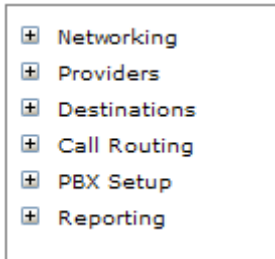 Networking
Providers
Destinations
Call Routing
PBX Setup
Reporting